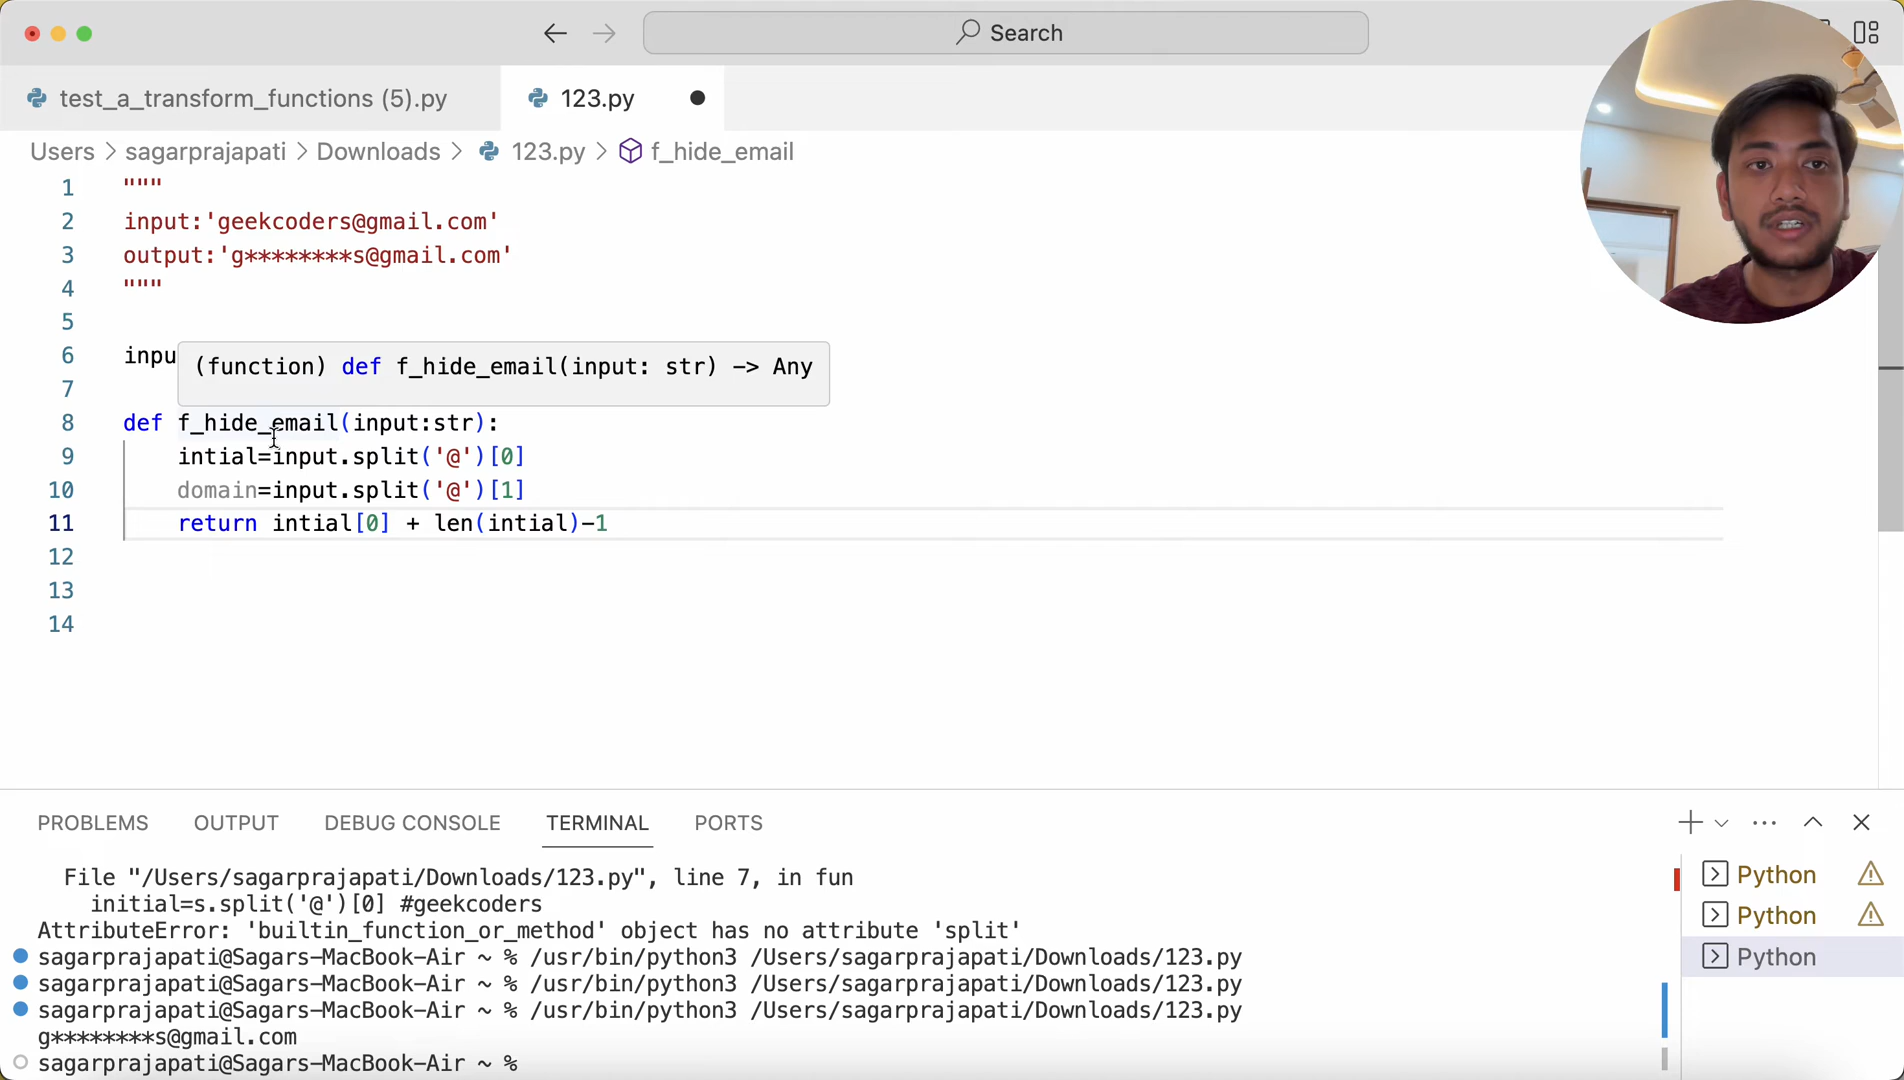 Search
test_a_transform_functions (5).py
123.py
Users > sagarprajapati > Downloads > 123.py > f_hide_email
1 """
2 input:'geekcoders@gmail.com'
3 output:'g********s@gmail.com'
4 """
5
6 inpu
(function) def f_hide_email(input: str) -> Any
7
8 def f_hide_email(input:str):
9 intial=input.split('@')[0]
10 domain=input.split('@')[1]
11 return intial[0] + len(intial)-1
12
13
14
PROBLEMS OUTPUT DEBUG CONSOLE TERMINAL PORTS
File "/Users/sagarprajapati/Downloads/123.py", line 7, in fun
initial=s.split('@')[0] #geekcoders
AttributeError: 'builtin_function_or_method' object has no attribute 'split'
sagarprajapati@Sagars-MacBook-Air ~ % /usr/bin/python3 /Users/sagarprajapati/Downloads/123.py
sagarprajapati@Sagars-MacBook-Air ~ % /usr/bin/python3 /Users/sagarprajapati/Downloads/123.py
sagarprajapati@Sagars-MacBook-Air ~ % /usr/bin/python3 /Users/sagarprajapati/Downloads/123.py
g********s@gmail.com
sagarprajapati@Sagars-MacBook-Air ~ %
Python
Python
Python